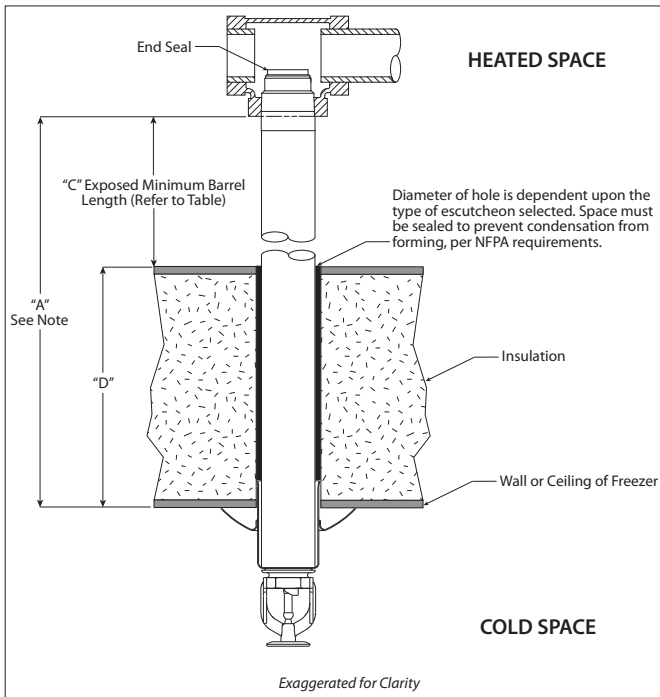 End Seal
HEATED SPACE
"C" Exposed Minimum Barrel
Length (Refer to Table)
Diameter of hole is dependent upon the
type of escutcheon selected. Space must
be sealed to prevent condensation from
forming, per NFPA requirements.
"A"
See Note
"D"
Insulation
Wall or Ceiling of Freezer
COLD SPACE
Exaggerated for Clarity